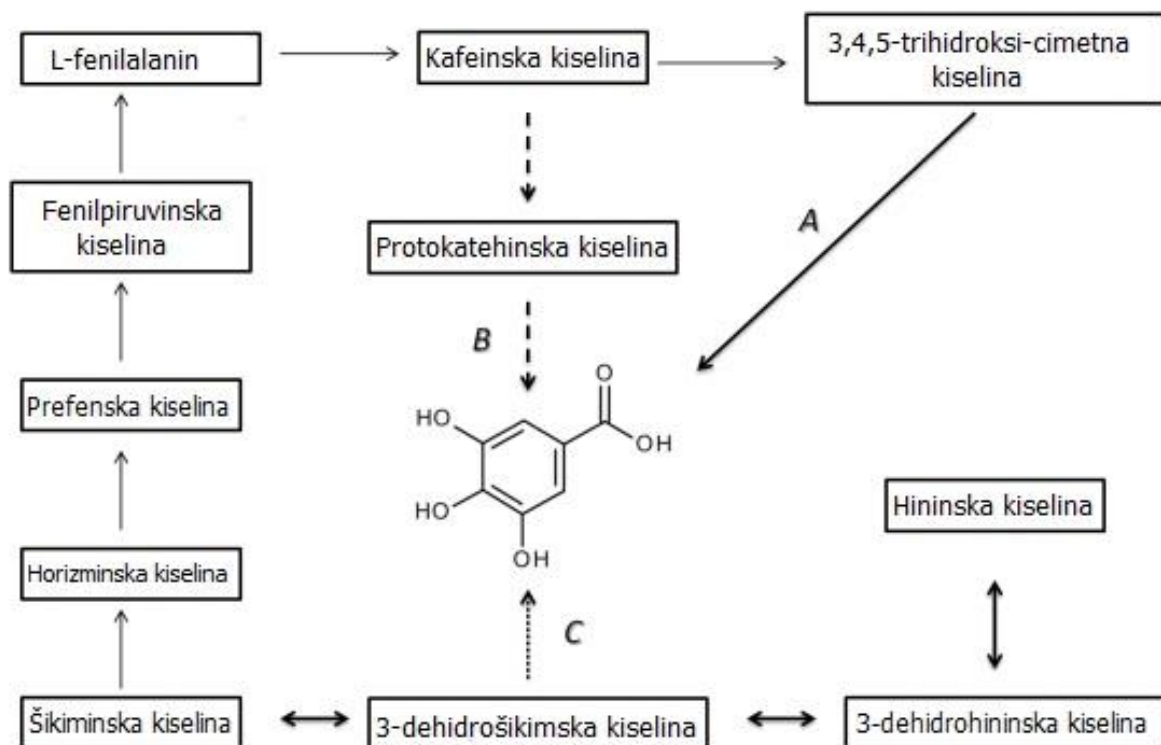 L-fenilalanin
Kafeinska kiselina
3,4,5-trihidroksi-cimetna
kiselina
Fenilpiruvinska
kiselina
Protokatehinska kiselina
A
B
O
HO
OH
HO
OH
Prefenska kiselina
Hininska kiselina
Horizminska kiselina
C
Šikiminska kiselina
3-dehidrošikimska kiselina
3-dehidrohininska kiselina